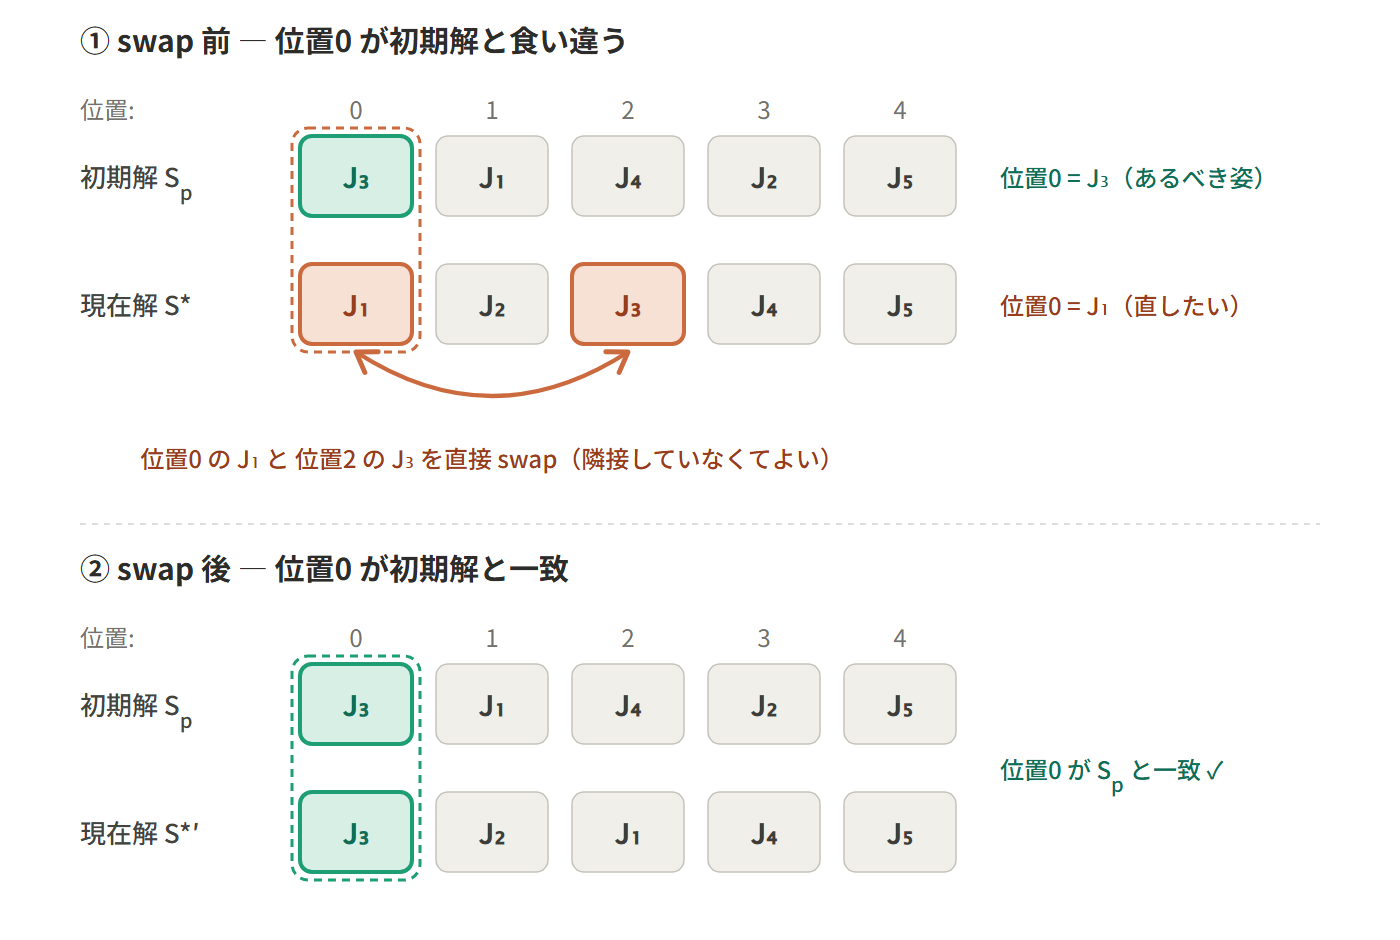 ① swap 前 — 位置0 が初期解と食い違う
位置: 0 1 2 3 4
初期解 Sp J₃ J₁ J₄ J₂ J₅ 位置0 = J₃（あるべき姿）
現在解 S* J₁ J₂ J₃ J₄ J₅ 位置0 = J₁（直したい）
位置0 の J₁ と 位置2 の J₃ を直接 swap（隣接していなくてよい）
② swap 後 — 位置0 が初期解と一致
位置: 0 1 2 3 4
初期解 Sp J₃ J₁ J₄ J₂ J₅
位置0 が Sp と一致 ✓
現在解 S*′ J₃ J₂ J₁ J₄ J₅